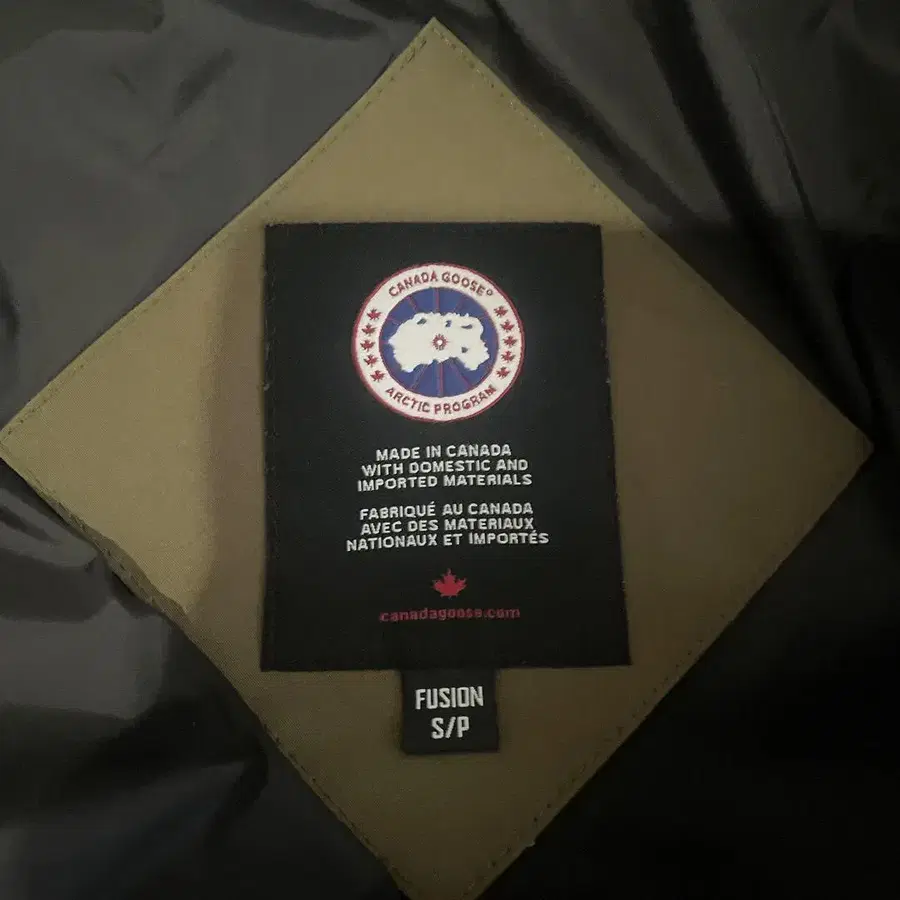 CANADA GOOSE®
ARCTIC PROGRAM
MADE IN CANADA
WITH DOMESTIC AND
IMPORTED MATERIALS
FABRIQUÉ AU CANADA
AVEC DES MATERIAUX
NATIONAUX ET IMPORTÉS
canadagoose.com
FUSION
S/P